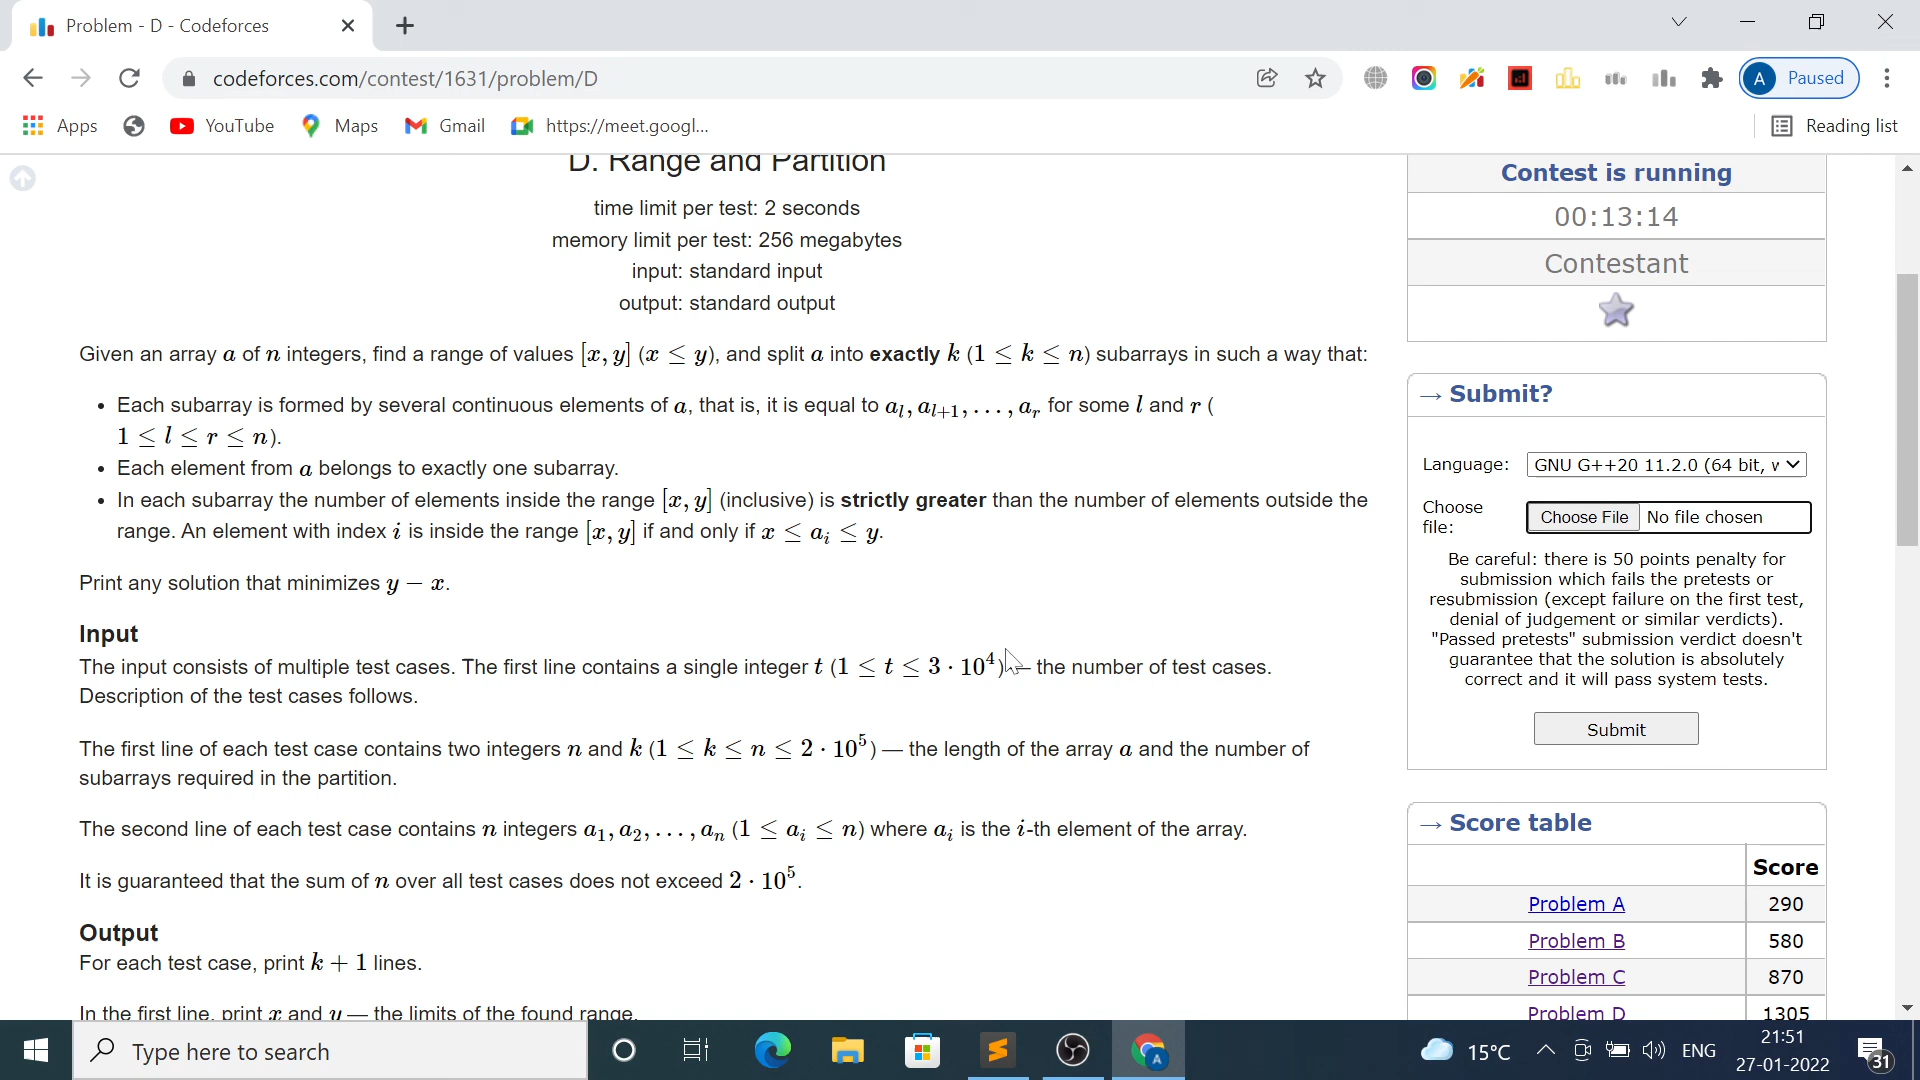 Problem - D - Codeforces
codeforces.com/contest/1631/problem/D
A Paused
Apps YouTube Maps Gmail https://meet.googl... Reading list
D. Range and Partition
time limit per test: 2 seconds
memory limit per test: 256 megabytes
input: standard input
output: standard output
Given an array a of n integers, find a range of values [x, y] (x ≤ y), and split a into exactly k (1 ≤ k ≤ n) subarrays in such a way that:
• Each subarray is formed by several continuous elements of a, that is, it is equal to a_l, a_{l+1}, ..., a_r for some l and r (
1 ≤ l ≤ r ≤ n).
• Each element from a belongs to exactly one subarray.
• In each subarray the number of elements inside the range [x, y] (inclusive) is strictly greater than the number of elements outside the
range. An element with index i is inside the range [x, y] if and only if x ≤ a_i ≤ y.
Print any solution that minimizes y − x.
Input
The input consists of multiple test cases. The first line contains a single integer t (1 ≤ t ≤ 3 · 10^4) — the number of test cases.
Description of the test cases follows.
The first line of each test case contains two integers n and k (1 ≤ k ≤ n ≤ 2 · 10^5) — the length of the array a and the number of
subarrays required in the partition.
The second line of each test case contains n integers a_1, a_2, ..., a_n (1 ≤ a_i ≤ n) where a_i is the i-th element of the array.
It is guaranteed that the sum of n over all test cases does not exceed 2 · 10^5.
Output
For each test case, print k + 1 lines.
In the first line, print x and y — the limits of the found range.
Contest is running
00:13:14
Contestant
→ Submit?
Language: GNU G++20 11.2.0 (64 bit, v
Choose
file: Choose File No file chosen
Be careful: there is 50 points penalty for
submission which fails the pretests or
resubmission (except failure on the first test,
denial of judgement or similar verdicts).
"Passed pretests" submission verdict doesn't
guarantee that the solution is absolutely
correct and it will pass system tests.
Submit
→ Score table
Score
Problem A 290
Problem B 580
Problem C 870
Problem D 1305
Type here to search
A
15°C
ENG
21:51
27-01-2022
31